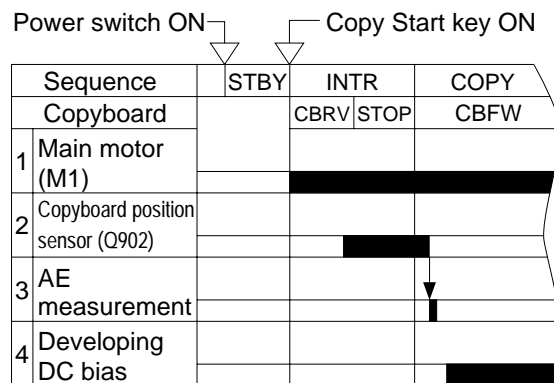 Power switch ON
Copy Start key ON
Sequence STBY INTR COPY
Copyboard CBRV STOP CBFW
1 Main motor
(M1)
2 Copyboard position
sensor (Q902)
3 AE
measurement
4 Developing
DC bias